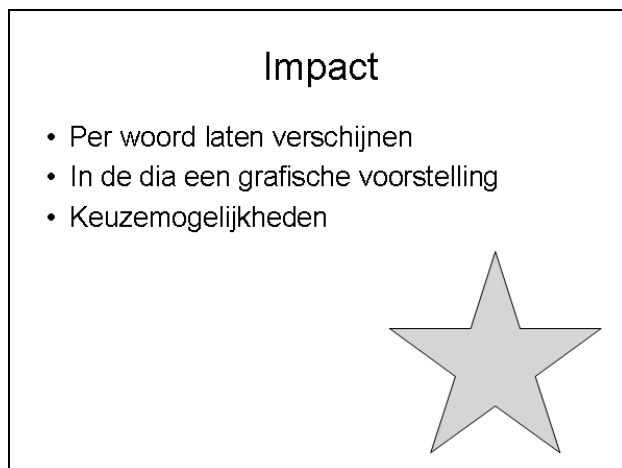 Impact
• Per woord laten verschijnen
• In de dia een grafische voorstelling
• Keuzemogelijkheden